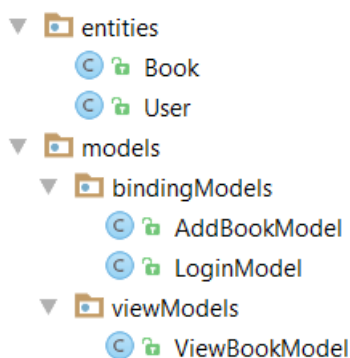 entities
C Book
C User
models
bindingModels
C AddBookModel
C LoginModel
viewModels
C ViewBookModel